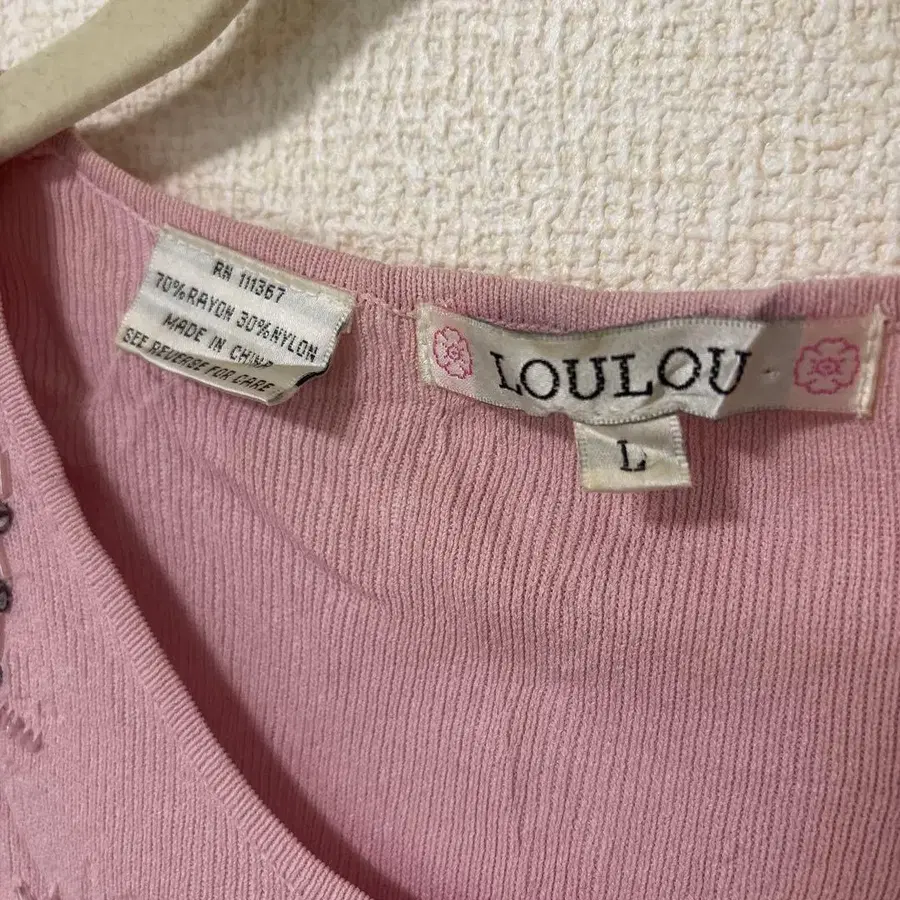 RN 111367
70% RAYON 30% NYLON
MADE IN CHINA
SEE REVERSE FOR CARE
LOULOU
L